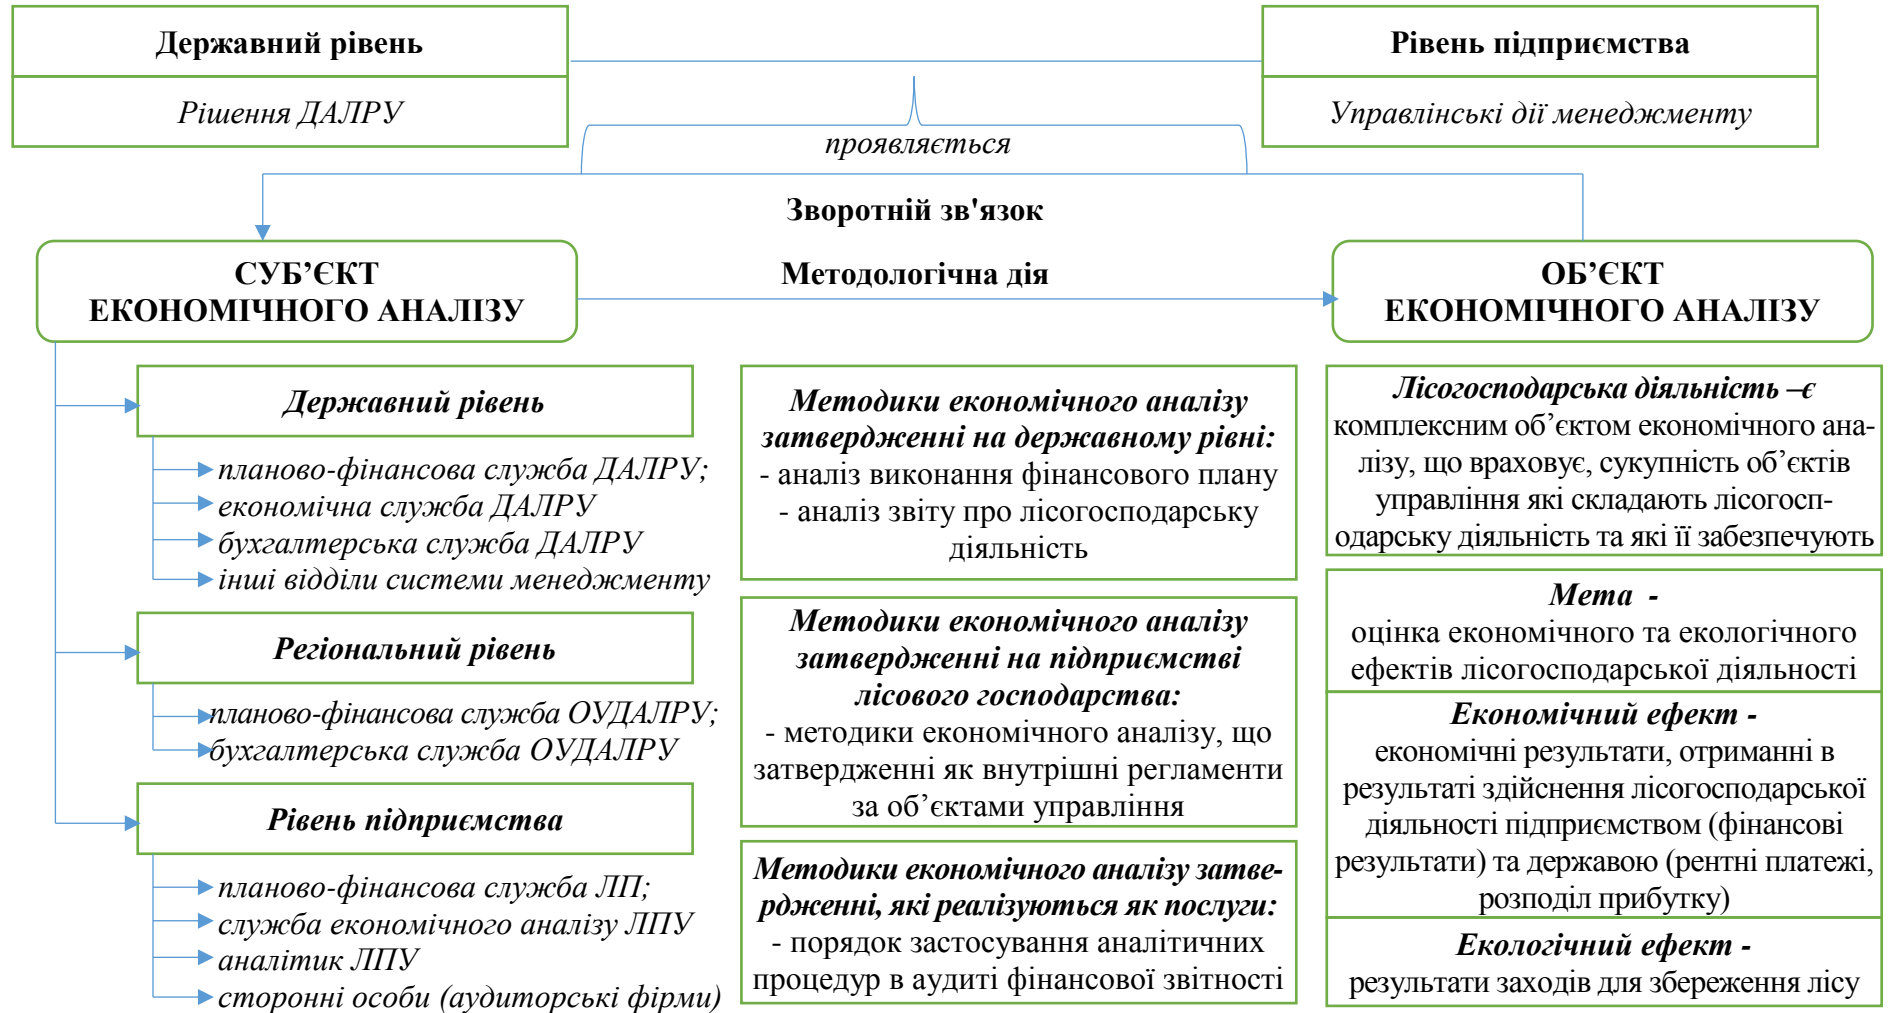 Державний рівень
Рішення ДАЛРУ
Рівень підприємства
Управлінські дії менеджменту
проявляється
Зворотній зв'язок
Методологічна дія
СУБ’ЄКТ
ЕКОНОМІЧНОГО АНАЛІЗУ
ОБ’ЄКТ
ЕКОНОМІЧНОГО АНАЛІЗУ
Державний рівень
планово-фінансова служба ДАЛРУ;
економічна служба ДАЛРУ
бухгалтерська служба ДАЛРУ
інші відділи системи менеджменту
Регіональний рівень
планово-фінансова служба ОУДАЛРУ;
бухгалтерська служба ОУДАЛРУ
Рівень підприємства
планово-фінансова служба ЛП;
служба економічного аналізу ЛПУ
аналітик ЛПУ
сторонні особи (аудиторські фірми)
Методики економічного аналізу
затвердженні на державному рівні:
- аналіз виконання фінансового плану
- аналіз звіту про лісогосподарську
діяльність
Методики економічного аналізу
затвердженні на підприємстві
лісового господарства:
- методики економічного аналізу, що
затвердженні як внутрішні регламенти
за об’єктами управління
Методики економічного аналізу затве-
рдженні, які реалізуються як послуги:
- порядок застосування аналітичних
процедур в аудиті фінансової звітності
Лісогосподарська діяльність –є
комплексним об’єктом економічного ана-
лізу, що враховує, сукупність об’єктів
управління які складають лісогосп-
одарську діяльність та які її забезпечують
Мета -
оцінка економічного та екологічного
ефектів лісогосподарської діяльності
Економічний ефект -
економічні результати, отриманні в
результаті здійснення лісогосподарської
діяльності підприємством (фінансові
результати) та державою (рентні платежі,
розподіл прибутку)
Екологічний ефект -
результати заходів для збереження лісу